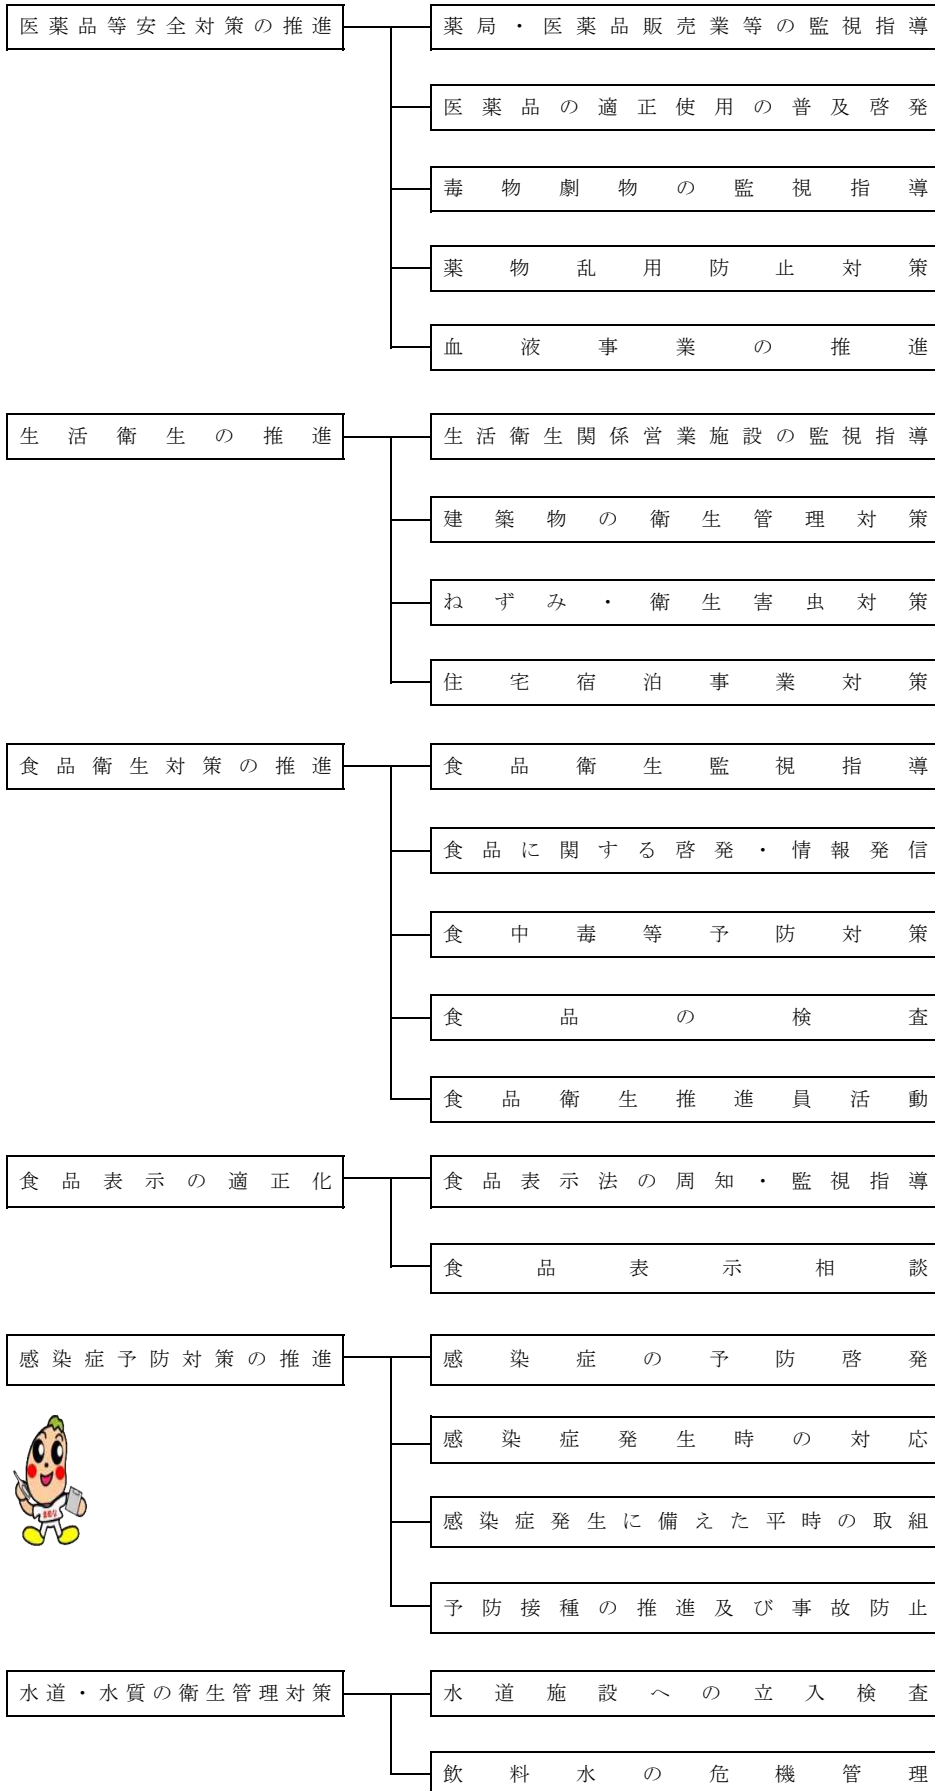 医薬品等安全対策の推進
薬局・医薬品販売業等の監視指導
医薬品の適正使用の普及啓発
毒物劇物の監視指導
薬物乱用防止対策
血液事業の推進
生活衛生の推進
生活衛生関係営業施設の監視指導
建築物の衛生管理対策
ねずみ・衛生害虫対策
住宅宿泊事業対策
食品衛生対策の推進
食品衛生監視指導
食品に関する啓発・情報発信
食中毒等予防対策
食品の検査
食品衛生推進員活動
食品表示の適正化
食品表示法の周知・監視指導
食品表示相談
感染症予防対策の推進
感染症の予防啓発
感染症発生時の対応
感染症発生に備えた平時の取組
予防接種の推進及び事故防止
水道・水質の衛生管理対策
水道施設への立入検査
飲料水の危機管理